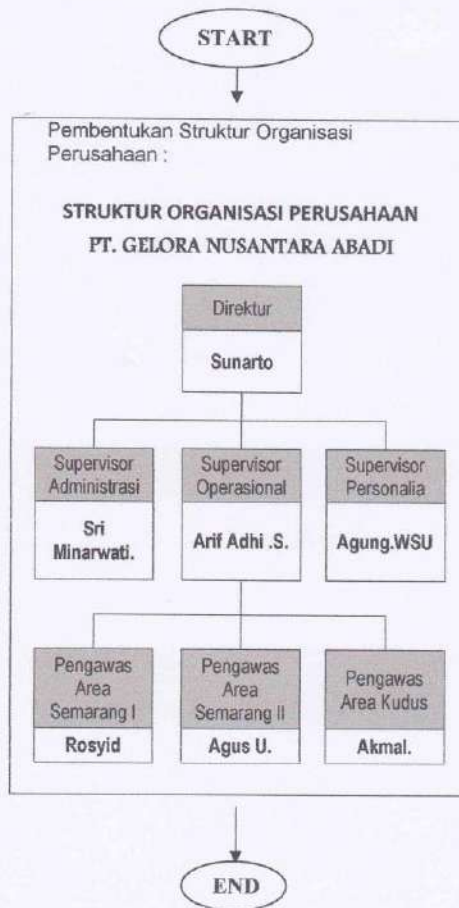 START
Pembentukan Struktur Organisasi
Perusahaan :
STRUKTUR ORGANISASI PERUSAHAAN
PT. GELORA NUSANTARA ABADI
Direktur
Sunarto
Supervisor
Administrasi
Sri
Minarwati.
Supervisor
Operasional
Arif Adhi .S.
Supervisor
Personalia
Agung.WSU
Pengawas
Area
Semarang I
Rosyid
Pengawas
Area
Semarang II
Agus U.
Pengawas
Area Kudus
Akmal.
END